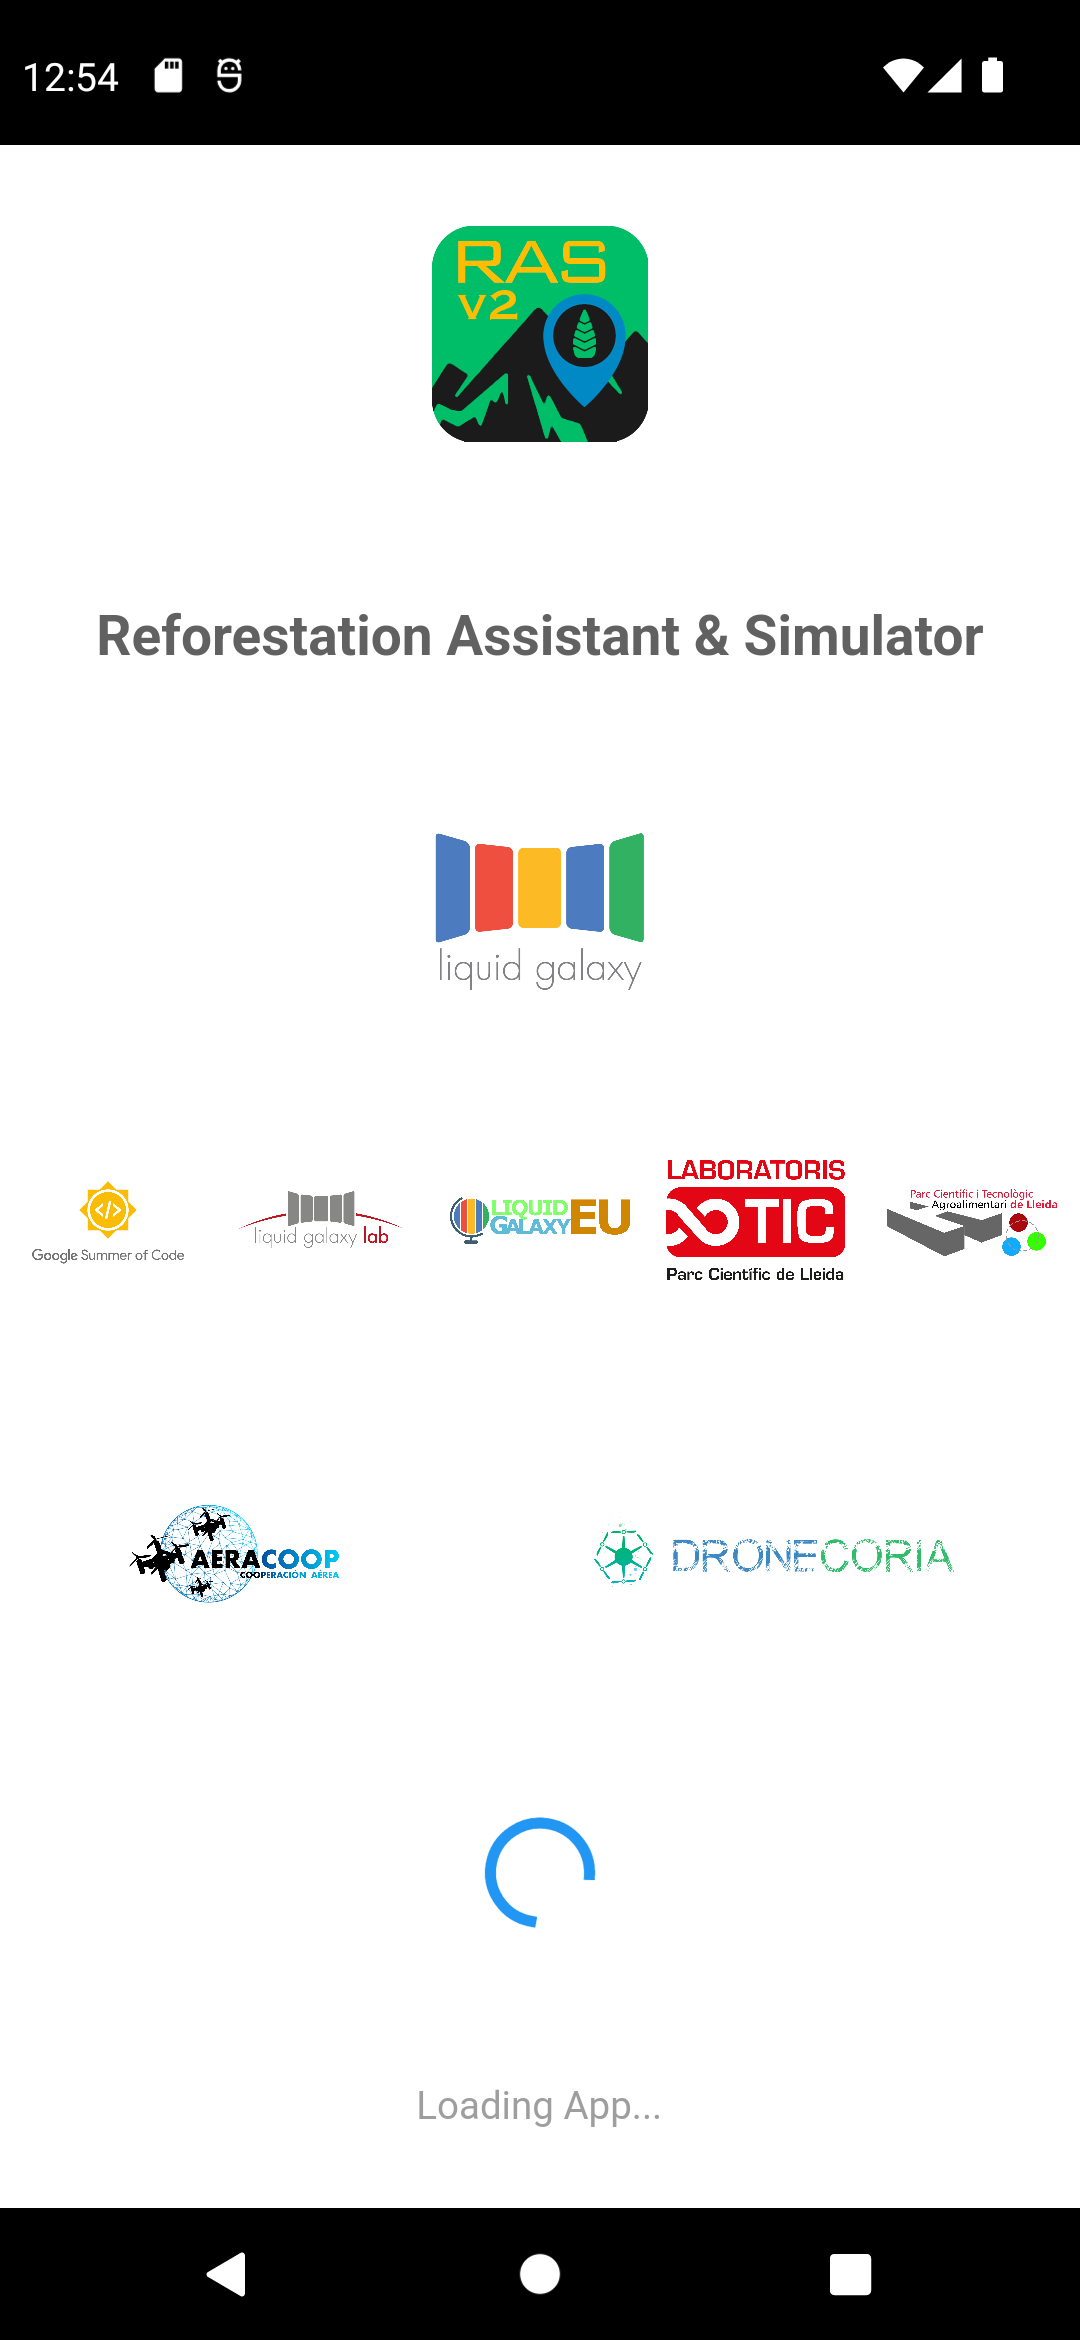 12:54
RAS
v2
Reforestation Assistant & Simulator
liquid galaxy
Google Summer of Code
liquid galaxy lab
LIQUID
GALAXY EU
LABORATORIS
TIC
Parc Científic de Lleida
Parc Científic i Tecnològic
Agroalimentari de Lleida
AERACOOP
COOPERACIÓN AÉREA
DRONECORIA
Loading App...